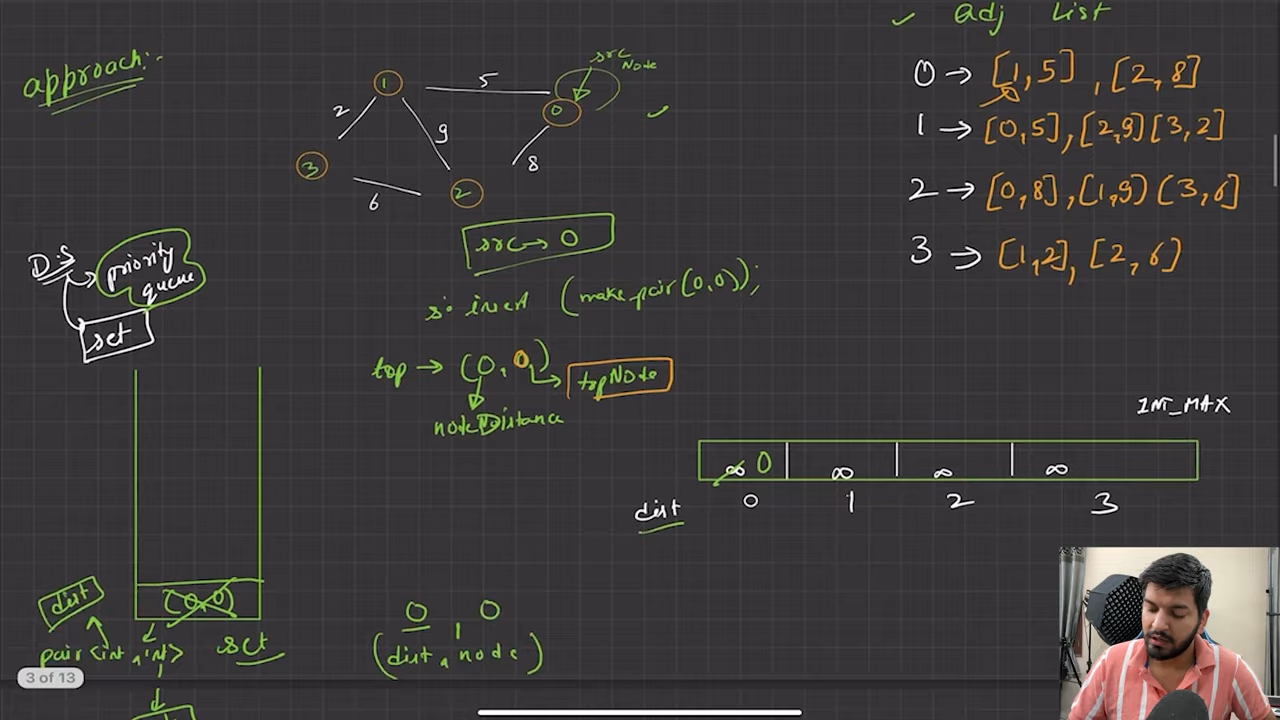 approach:-
1
5
0
src Node
2
9
8
3
6
2
✓ adj list
0 → [1,5] , [2,8]
1 → [0,5], [2,9] [3,2]
2 → [0,8], [1,9) (3,6]
3 → [1,2], [2,6]
D.S
priority
queue
set
src → 0
s. insert (make_pair(0,0));
top → (0,0) → topNode
nodeDistance
INT_MAX
∞ 0 ∞ ∞ ∞
dist 0 1 2 3
(0,0)
dist
pair <int, int> set
0 , 0
(dist, node)
3 of 13